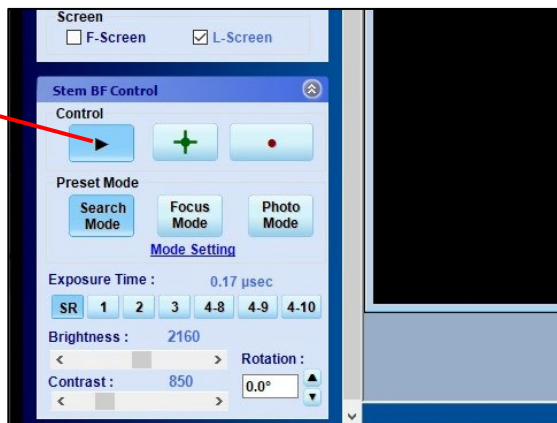 Screen
F-Screen L-Screen
Stem BF Control
Control
Preset Mode
Search Mode
Focus Mode
Photo Mode
Mode Setting
Exposure Time : 0.17 µsec
SR 1 2 3 4-8 4-9 4-10
Brightness : 2160
Rotation :
Contrast : 850
0.0°